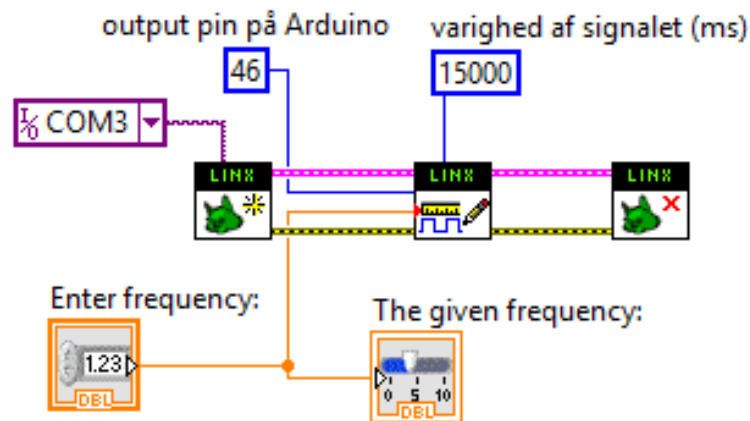 output pin på Arduino
varighed af signalet (ms)
46
15000
I/O COM3
LINX
LINX
LINX
Enter frequency:
The given frequency:
1.23
DBL
0 5 10
DBL